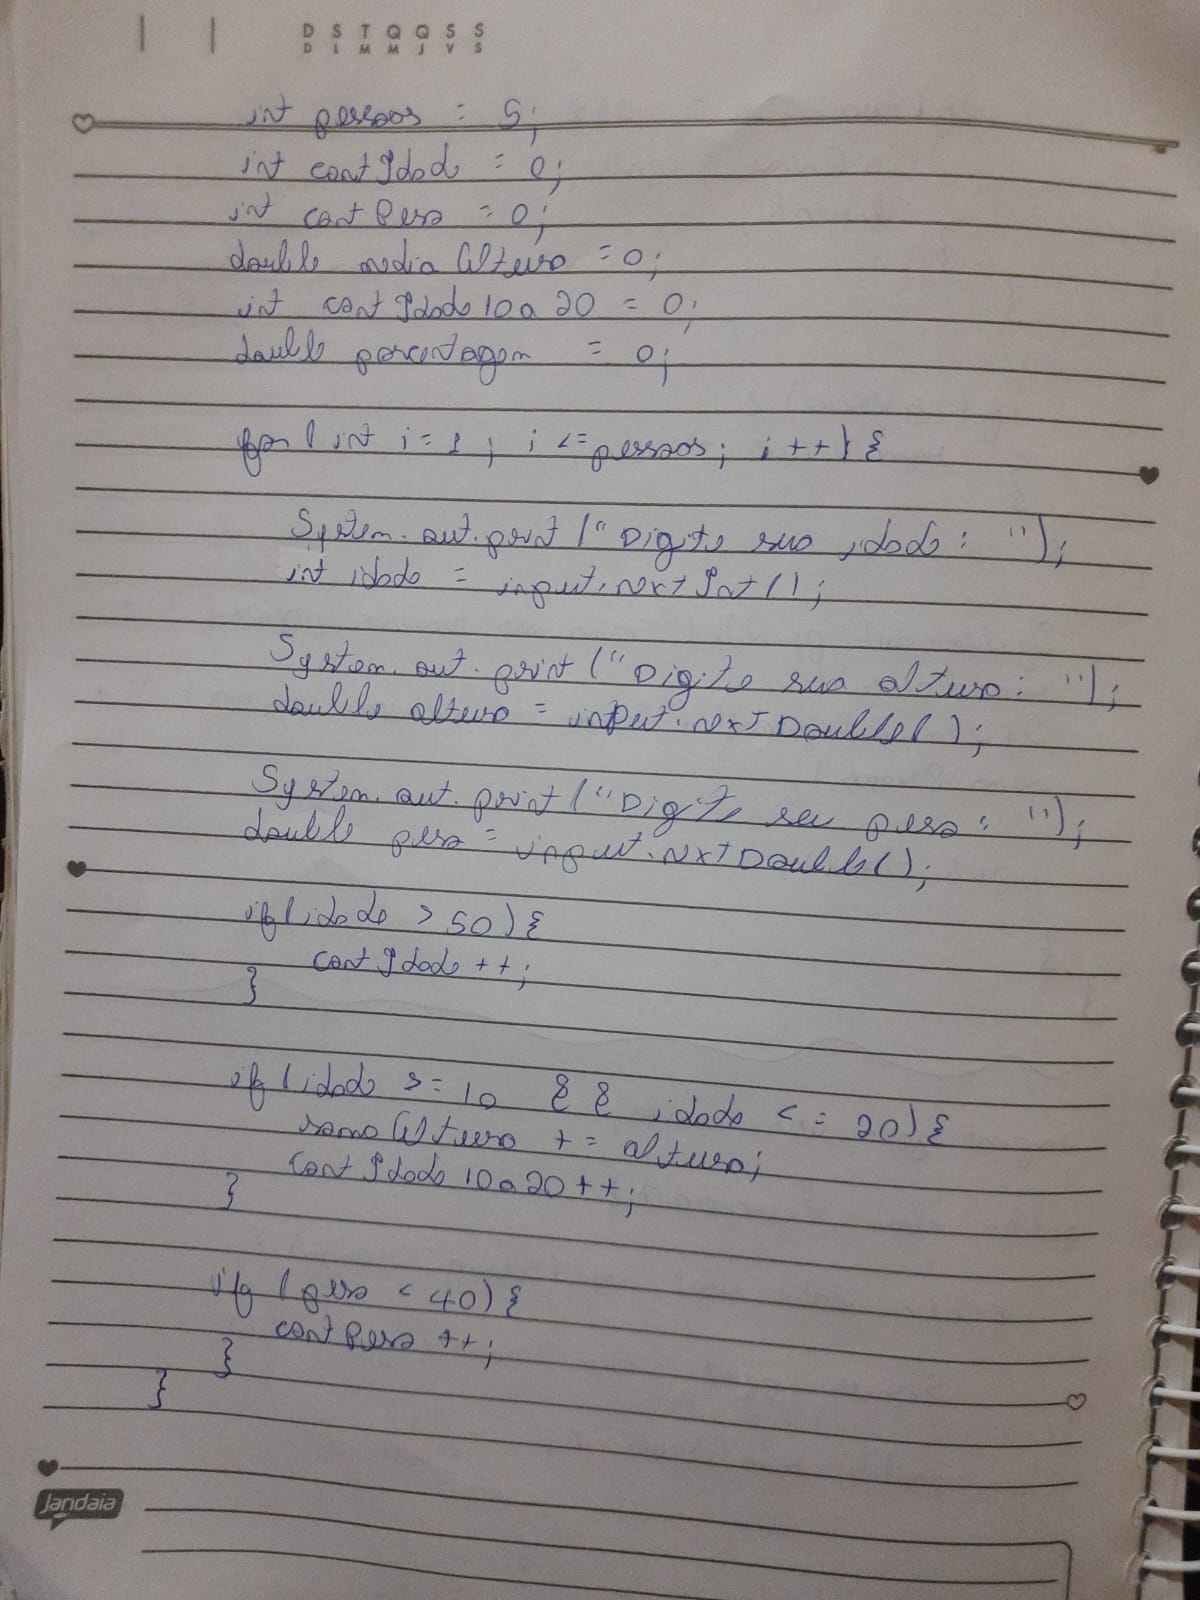 D S T Q Q S S
D L M M J V S
int pessoas = 5;
int contIdade = 0;
int contPeso = 0;
double mediaAltura = 0;
int contIdade10a20 = 0;
double porcentagem = 0;
for (int i = 1; i <= pessoas; i++) {
System.out.print ("Digite sua idade: ");
int idade = input.nextInt();
System.out.print ("Digite sua altura: ");
double altura = input.nextDouble();
System.out.print ("Digite seu peso: ");
double peso = input.nextDouble();
if (idade > 50) {
contIdade ++;
}
if (idade >= 10 && idade <= 20) {
somaAltura += altura;
contIdade10a20 ++;
}
if (peso < 40) {
contPeso ++;
}
}
Jandaia